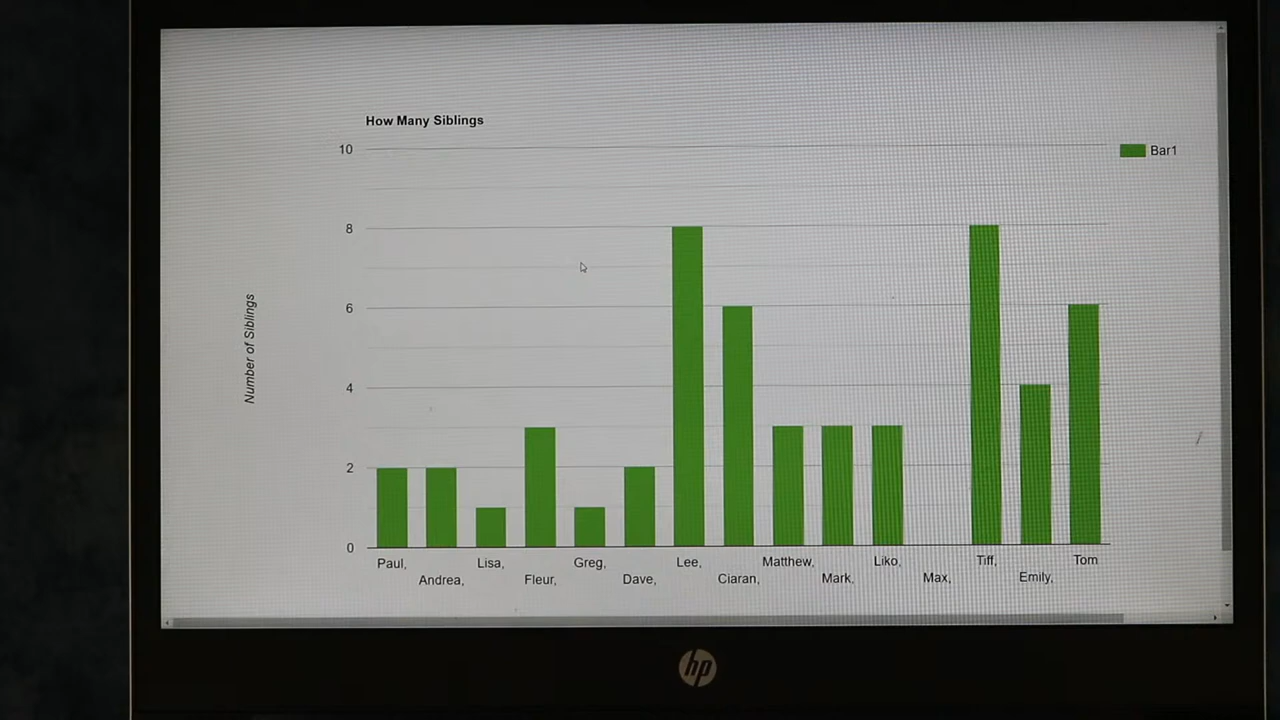 How Many Siblings
Bar1
10
8
6
4
2
0
Number of Siblings
Paul, Lisa, Greg, Lee, Matthew, Liko, Tiff, Tom
Andrea, Fleur, Dave, Ciaran, Mark, Max, Emily,
hp